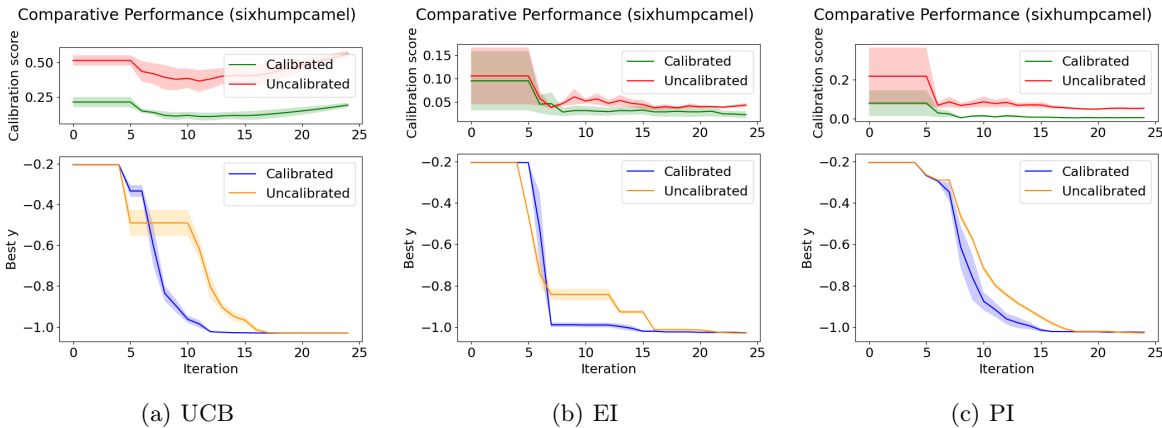 Comparative Performance (sixhumpcamel)
Calibration score
0.50
0.25
Calibrated
Uncalibrated
0 5 10 15 20 25
Best y
−0.2
−0.4
−0.6
−0.8
−1.0
Calibrated
Uncalibrated
0 5 10 15 20 25
Iteration
(a) UCB
Comparative Performance (sixhumpcamel)
Calibration score
0.15
0.10
0.05
Calibrated
Uncalibrated
0 5 10 15 20 25
Best y
−0.2
−0.4
−0.6
−0.8
−1.0
Calibrated
Uncalibrated
0 5 10 15 20 25
Iteration
(b) EI
Comparative Performance (sixhumpcamel)
Calibration score
0.2
0.0
Calibrated
Uncalibrated
0 5 10 15 20 25
Best y
−0.2
−0.4
−0.6
−0.8
−1.0
Calibrated
Uncalibrated
0 5 10 15 20 25
Iteration
(c) PI